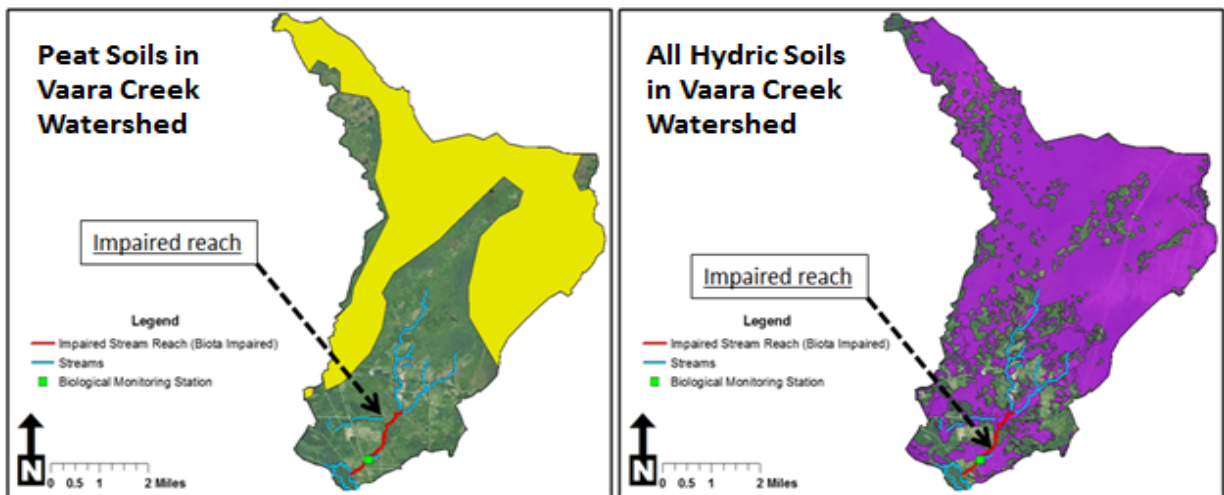 Peat Soils in
Vaara Creek
Watershed
Impaired reach
Legend
Impaired Stream Reach (Biota Impaired)
Streams
Biological Monitoring Station
N
0 0.5 1 2 Miles
All Hydric Soils
in Vaara Creek
Watershed
Impaired reach
Legend
Impaired Stream Reach (Biota Impaired)
Streams
Biological Monitoring Station
N
0 0.5 1 2 Miles